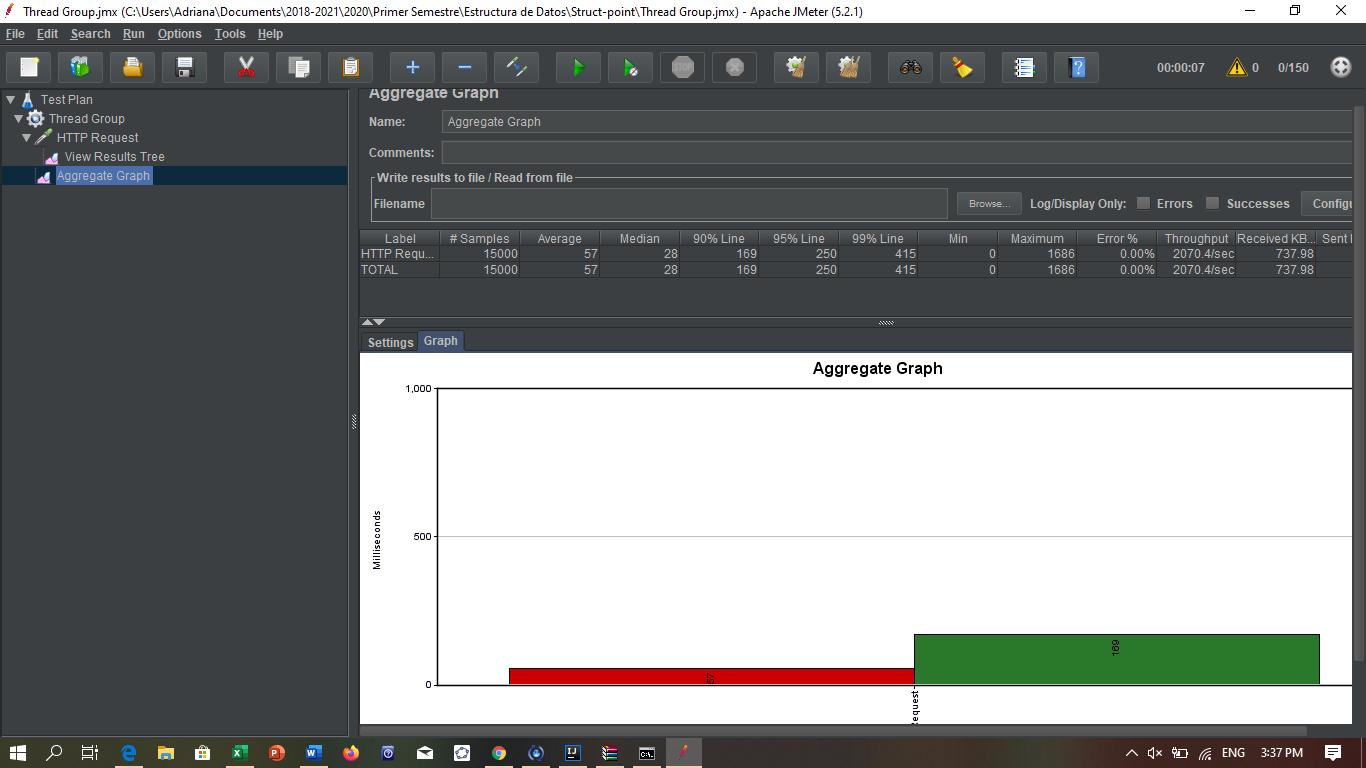 Thread Group.jmx (C:\Users\Adriana\Documents\2018-2021\2020\Primer Semestre\Estructura de Datos\Struct-point\Thread Group.jmx) - Apache JMeter (5.2.1)
File Edit Search Run Options Tools Help
STOP 00:00:07 0 0/150
Test Plan
Thread Group
HTTP Request
View Results Tree
Aggregate Graph
Aggregate Graph
Name: Aggregate Graph
Comments:
Write results to file / Read from file
Filename Browse... Log/Display Only: Errors Successes Configu
Label # Samples Average Median 90% Line 95% Line 99% Line Min Maximum Error % Throughput Received KB... Sent
HTTP Requ... 15000 57 28 169 250 415 0 1686 0.00% 2070.4/sec 737.98
TOTAL 15000 57 28 169 250 415 0 1686 0.00% 2070.4/sec 737.98
Settings Graph
Aggregate Graph
1,000
500
0
Milliseconds
57
169
equest
ENG 3:37 PM